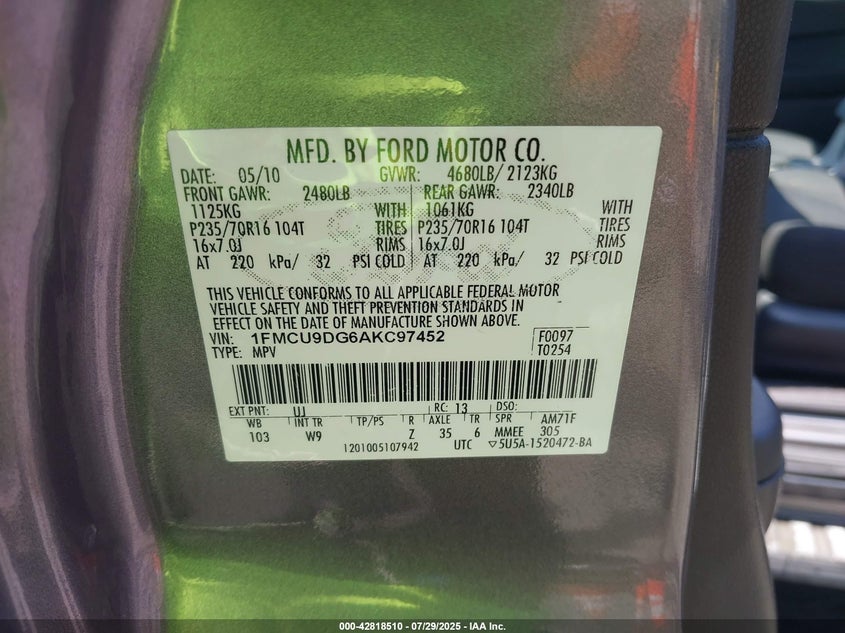 MFD. BY FORD MOTOR CO.
DATE: 05/10 GVWR: 4680LB/ 2123KG
FRONT GAWR: 2480LB REAR GAWR: 2340LB
1125KG WITH 1061KG WITH
P235/70R16 104T TIRES P235/70R16 104T TIRES
16x7.0J RIMS 16x7.0J RIMS
AT 220 kPa/ 32 PSI COLD AT 220 kPa/ 32 PSI COLD
THIS VEHICLE CONFORMS TO ALL APPLICABLE FEDERAL MOTOR
VEHICLE SAFETY AND THEFT PREVENTION STANDARDS IN
EFFECT ON THE DATE OF MANUFACTURE SHOWN ABOVE.
VIN: 1FMCU9DG6AKC97452 F0097
TYPE: MPV T0254
EXT PNT: UJ RC: 13 DSO:
WB INT TR TP/PS R AXLE TR SPR AM71F
103 W9 Z 35 6 MMEE 305
1201005107942 UTC ▽5U5A-1520472-BA
000-42818510 - 07/29/2025 - IAA Inc.